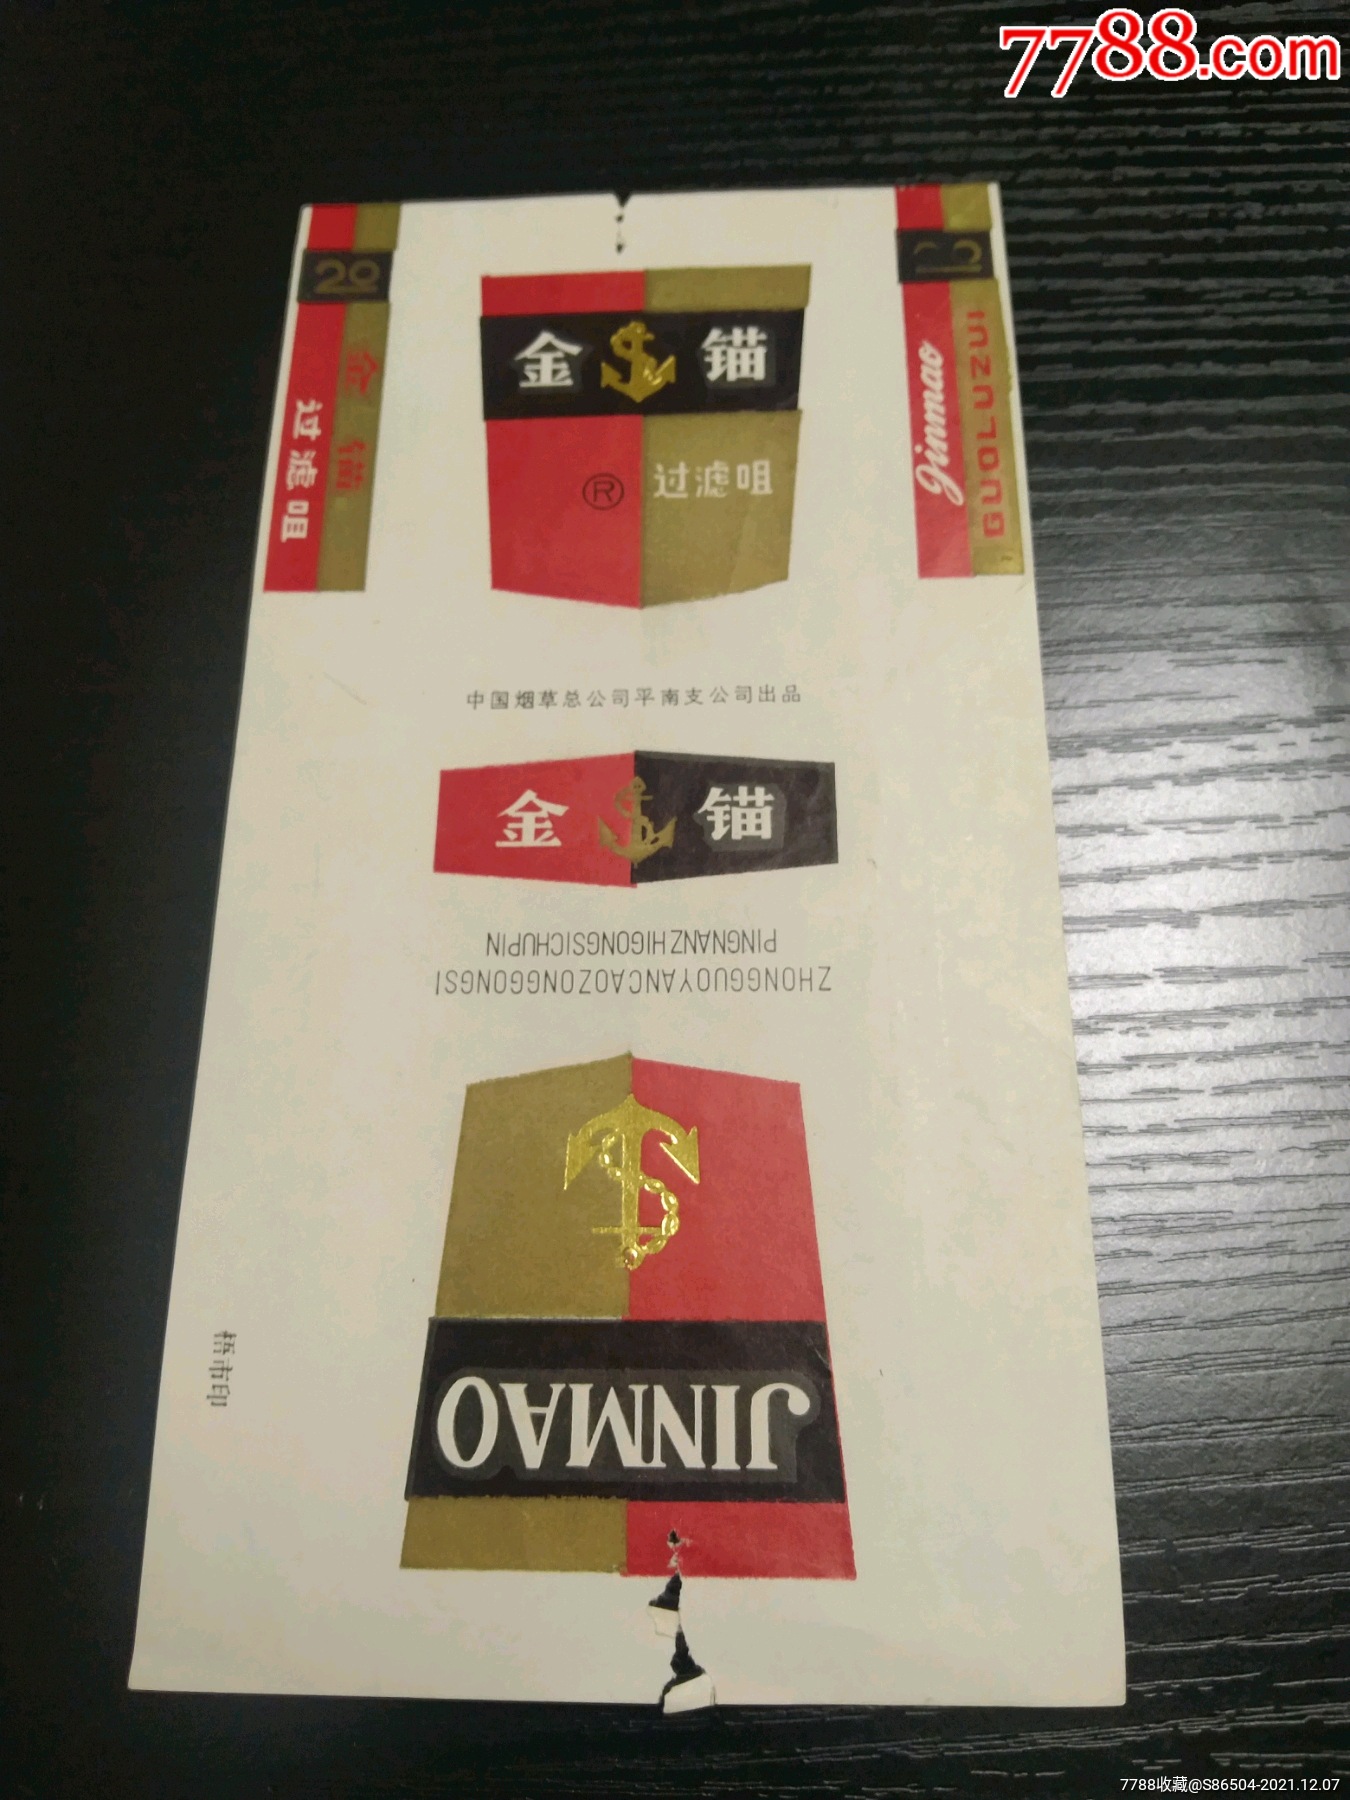 7788.com
20
金 锚
过滤咀
金 锚
® 过滤咀
Jinmao
中国烟草总公司平南支公司出品
金 锚
ZHONGGUOYANCAOZONGGONGSI
PINGNANZHIGONGSICHUPIN
JINMAO
梧市印
7788收藏@S86504-2021.12.07